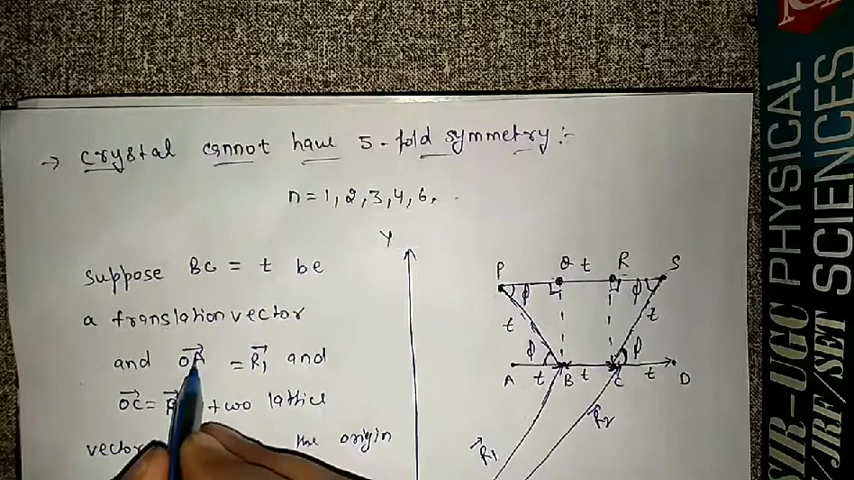 → Crystal cannot have 5-fold symmetry :-
n = 1, 2, 3, 4, 6, .
Suppose BC = t be
a translation vector
and OA = R₁ and
OC = two lattice
vector the origin
Y
P Q t R S
ϕ ϕ
t t
ϕ ϕ
A t B t C t D
R₁ R₂
PHYSICAL SCIENCES
CSIR-UGC
/JRF/SET